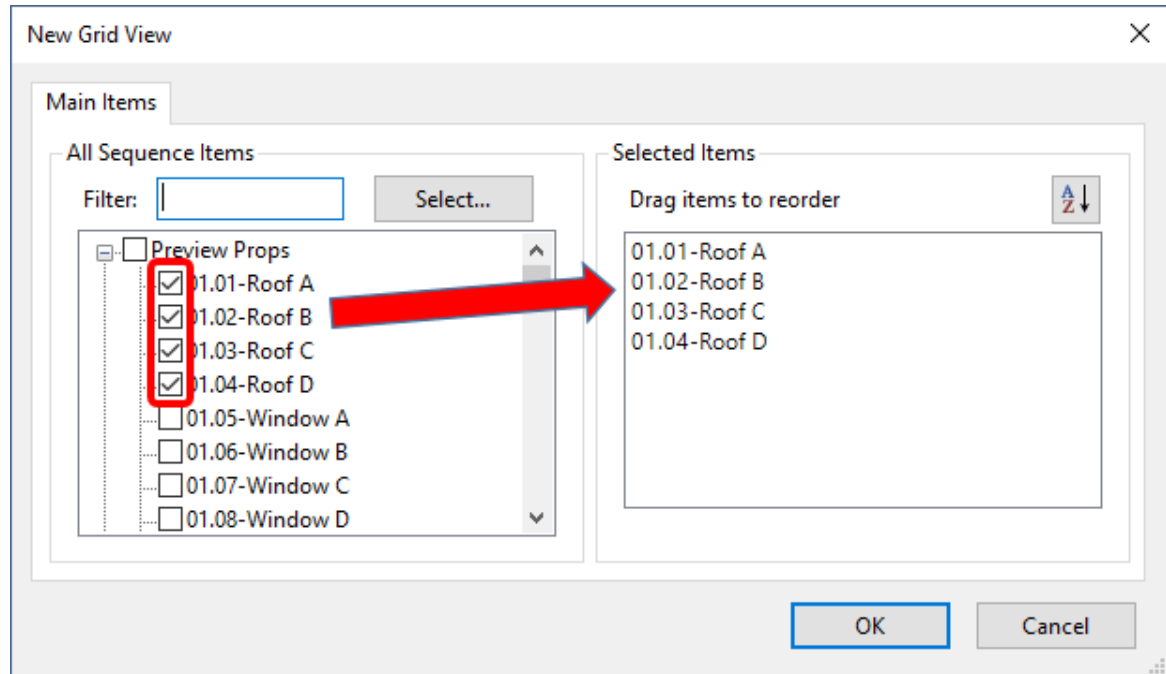 New Grid View
Main Items
All Sequence Items
Filter:
Select...
Preview Props
01.01-Roof A
01.02-Roof B
01.03-Roof C
01.04-Roof D
01.05-Window A
01.06-Window B
01.07-Window C
01.08-Window D
Selected Items
Drag items to reorder
A
Z
01.01-Roof A
01.02-Roof B
01.03-Roof C
01.04-Roof D
OK
Cancel